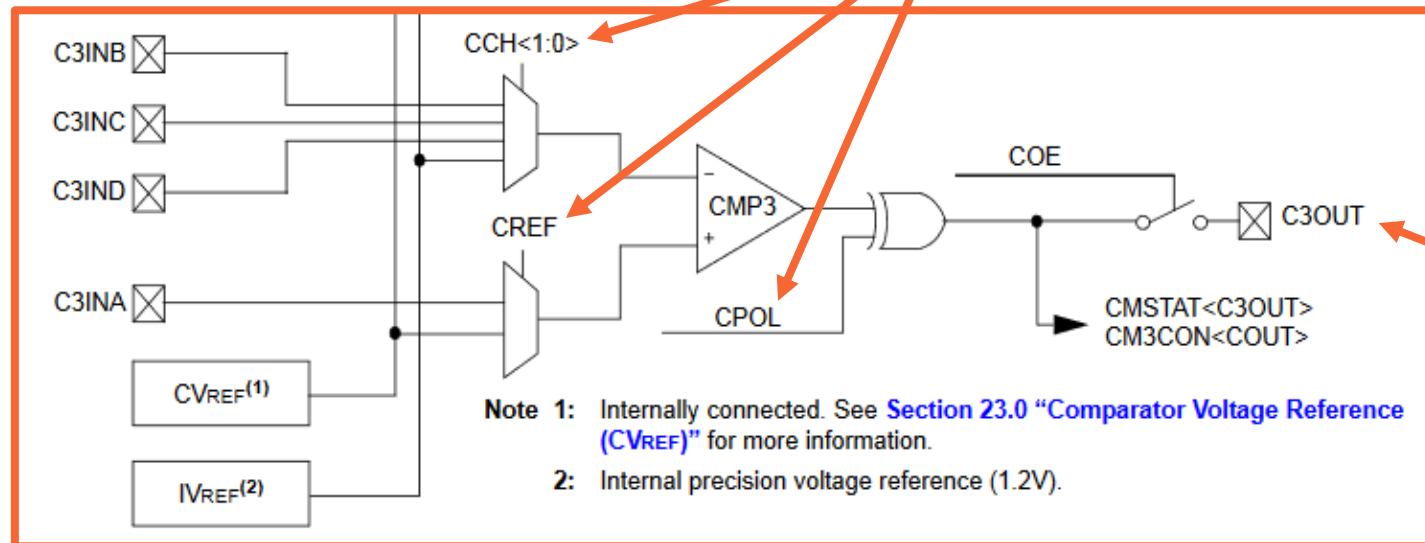 CCH<1:0>
C3INB
C3INC
C3IND
COE
CMP3
−
+
C3OUT
CREF
C3INA
CPOL
CMSTAT<C3OUT>
CM3CON<COUT>
CVREF(1)
Note 1: Internally connected. See Section 23.0 “Comparator Voltage Reference
(CVREF)” for more information.
IVREF(2)
2: Internal precision voltage reference (1.2V).